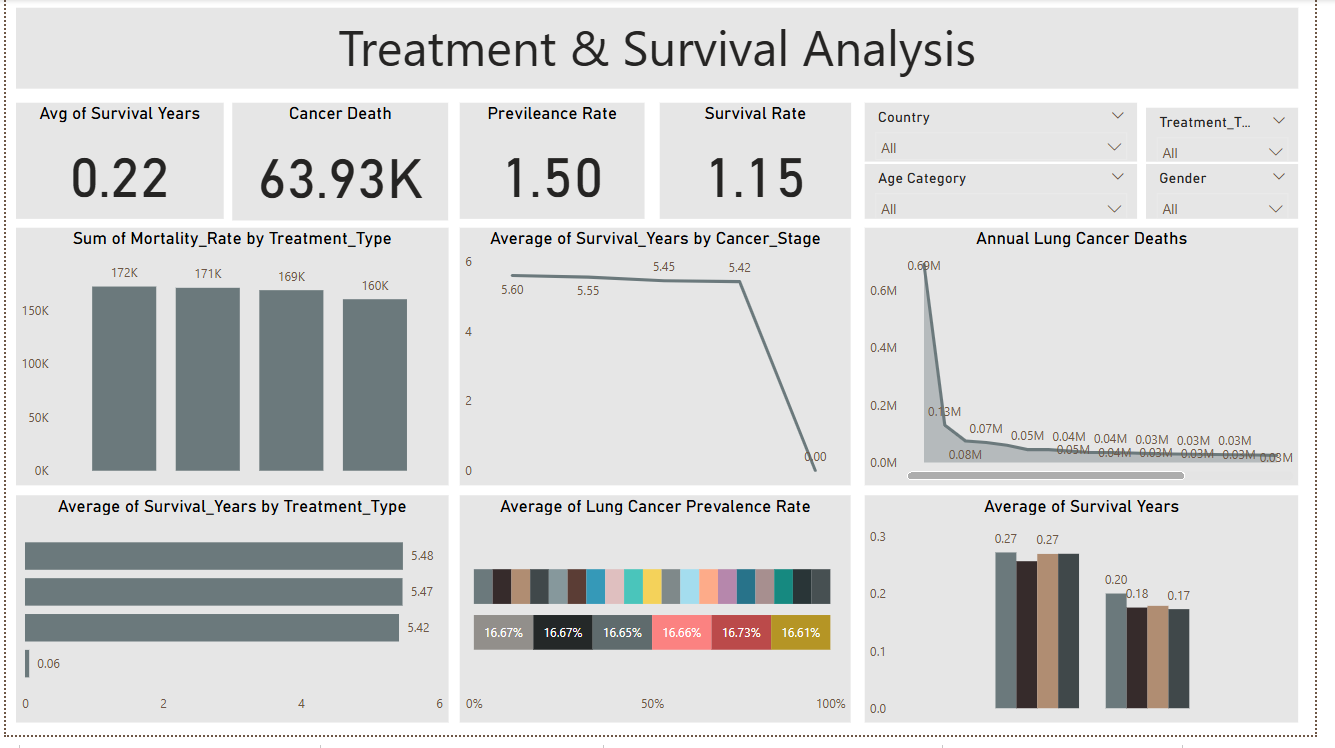 Treatment & Survival Analysis
Avg of Survival Years
0.22
Cancer Death
63.93K
Previleance Rate
1.50
Survival Rate
1.15
Country
All
Treatment_T...
All
Age Category
All
Gender
All
Sum of Mortality_Rate by Treatment_Type
172K
171K
169K
160K
150K
100K
50K
0K
Average of Survival_Years by Cancer_Stage
6
4
2
0
5.60
5.55
5.45
5.42
0.00
Annual Lung Cancer Deaths
0.6M
0.4M
0.2M
0.0M
0.69M
0.13M
0.08M
0.07M
0.05M
0.05M
0.04M
0.04M
0.04M
0.03M
0.03M
0.03M
0.03M
0.03M
0.03M
0.03M
Average of Survival_Years by Treatment_Type
5.48
5.47
5.42
0.06
0 2 4 6
Average of Lung Cancer Prevalence Rate
16.67% 16.67% 16.65% 16.66% 16.73% 16.61%
0% 50% 100%
Average of Survival Years
0.3
0.2
0.1
0.0
0.27
0.27
0.20
0.18
0.17